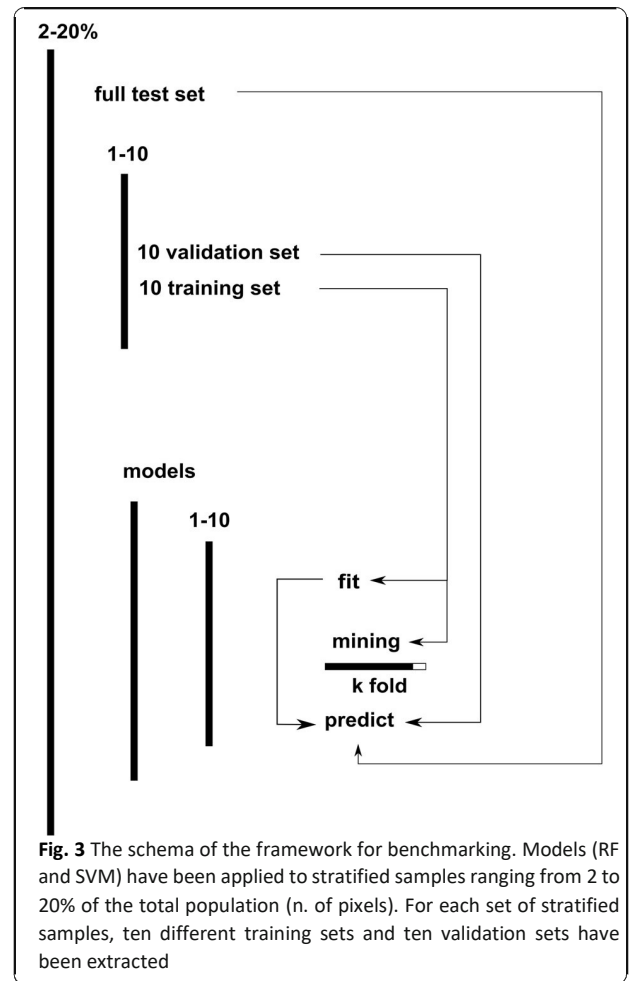 2-20%
full test set
1-10
10 validation set
10 training set
models
1-10
fit
mining
k fold
predict
Fig. 3 The schema of the framework for benchmarking. Models (RF
and SVM) have been applied to stratified samples ranging from 2 to
20% of the total population (n. of pixels). For each set of stratified
samples, ten different training sets and ten validation sets have
been extracted